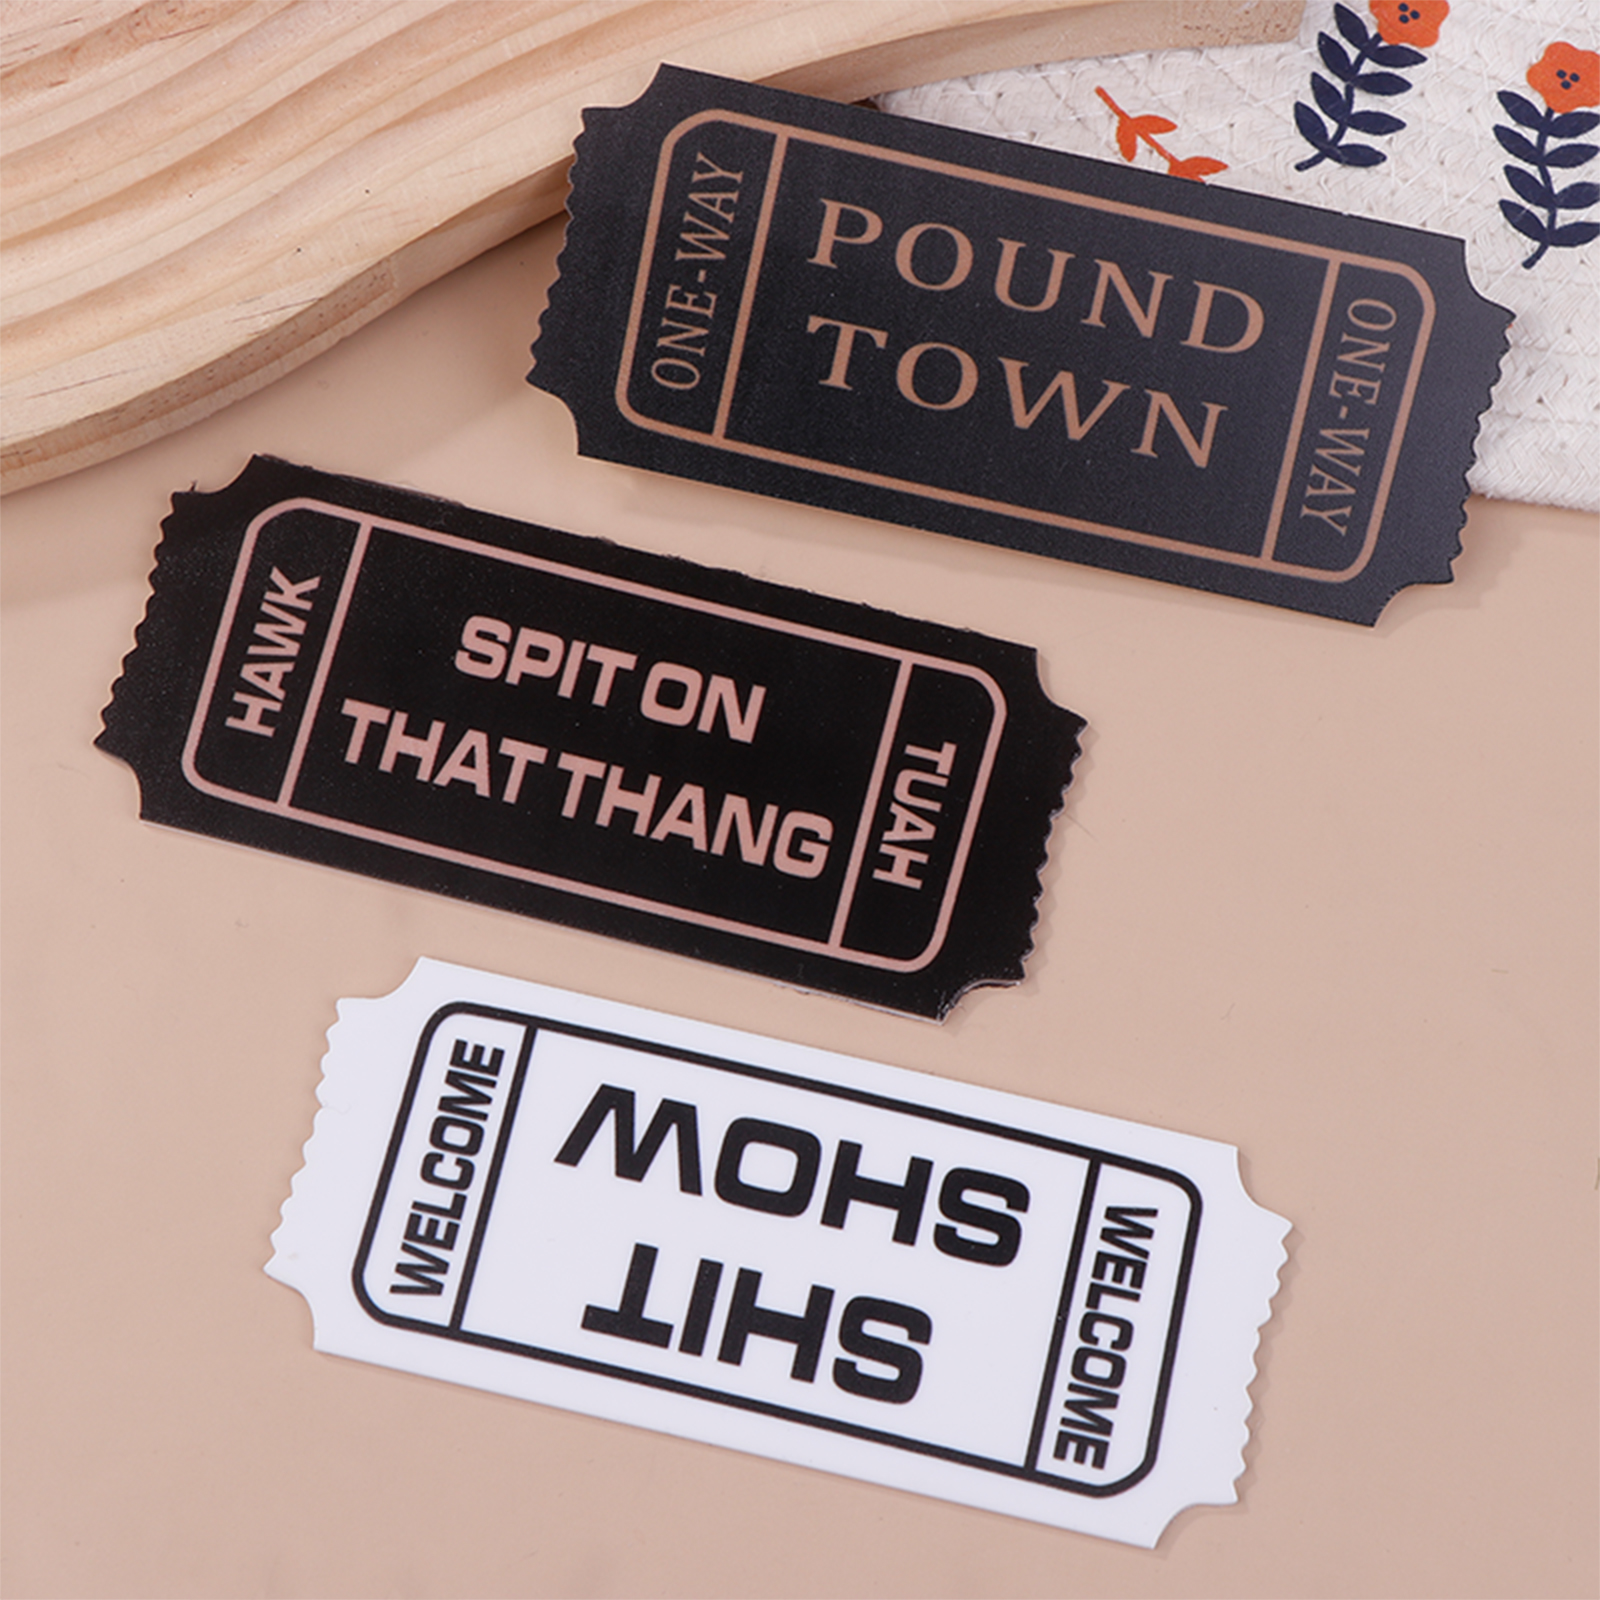 ONE-WAY
POUND
TOWN
ONE-WAY
HAWK
SPIT ON
THAT THANG
TUAH
WELCOME
SHIT
SHOW
WELCOME